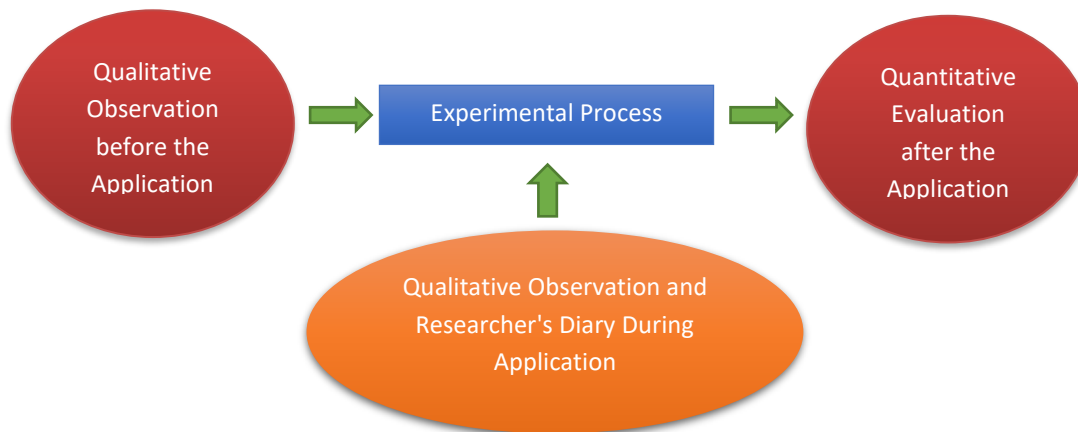 Qualitative
Observation
before the
Application
Experimental Process
Quantitative
Evaluation
after the
Application
Qualitative Observation and
Researcher's Diary During
Application